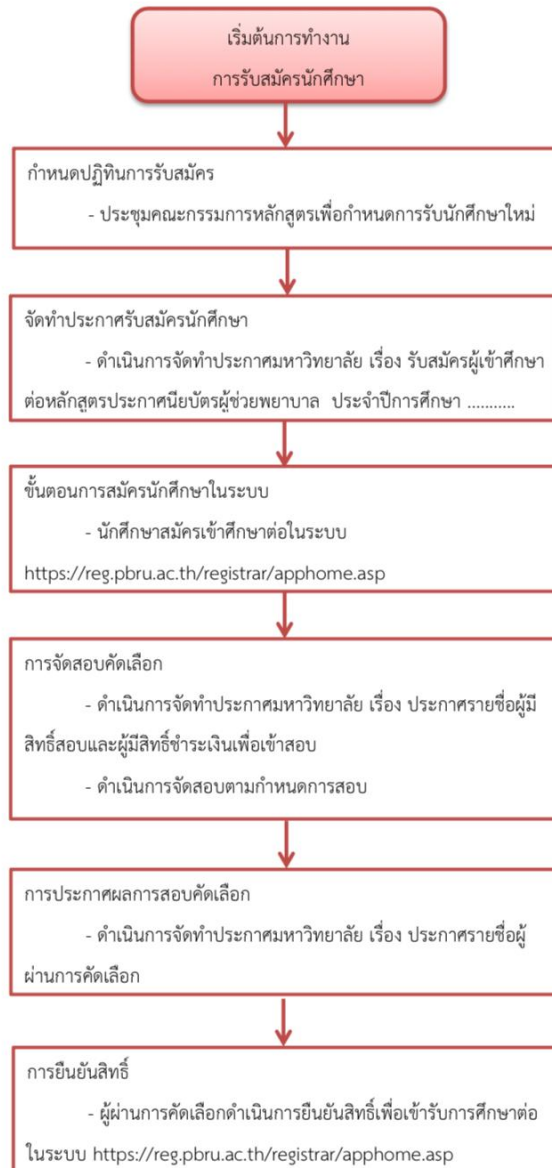 เริ่มต้นการทำงาน
การรับสมัครนักศึกษา
กำหนดปฏิทินการรับสมัคร
- ประชุมคณะกรรมการหลักสูตรเพื่อกำหนดการรับนักศึกษาใหม่
จัดทำประกาศรับสมัครนักศึกษา
- ดำเนินการจัดทำประกาศมหาวิทยาลัย เรื่อง รับสมัครผู้เข้าศึกษา
ต่อหลักสูตรประกาศนียบัตรผู้ช่วยพยาบาล ประจำปีการศึกษา ...........
ขั้นตอนการสมัครนักศึกษาในระบบ
- นักศึกษาสมัครเข้าศึกษาต่อในระบบ
https://reg.pbru.ac.th/registrar/apphome.asp
การจัดสอบคัดเลือก
- ดำเนินการจัดทำประกาศมหาวิทยาลัย เรื่อง ประกาศรายชื่อผู้มี
สิทธิ์สอบและผู้มีสิทธิ์ชำระเงินเพื่อเข้าสอบ
- ดำเนินการจัดสอบตามกำหนดการสอบ
การประกาศผลการสอบคัดเลือก
- ดำเนินการจัดทำประกาศมหาวิทยาลัย เรื่อง ประกาศรายชื่อผู้
ผ่านการคัดเลือก
การยืนยันสิทธิ์
- ผู้ผ่านการคัดเลือกดำเนินการยืนยันสิทธิ์เพื่อเข้ารับการศึกษาต่อ
ในระบบ https://reg.pbru.ac.th/registrar/apphome.asp